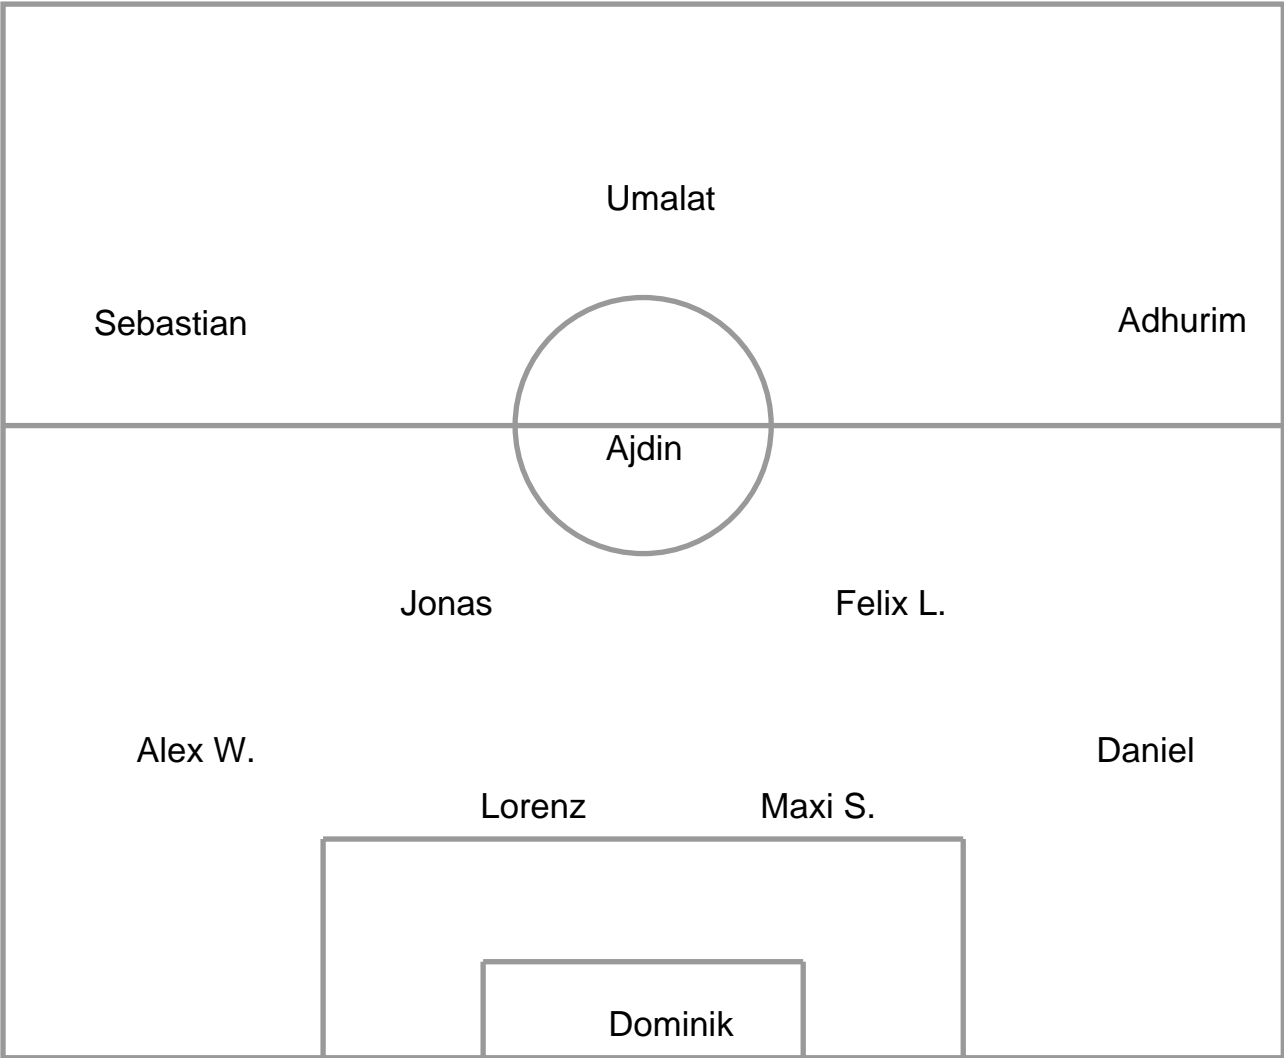 Umalat
Sebastian
Adhurim
Ajdin
Jonas
Felix L.
Alex W.
Daniel
Lorenz
Maxi S.
Dominik